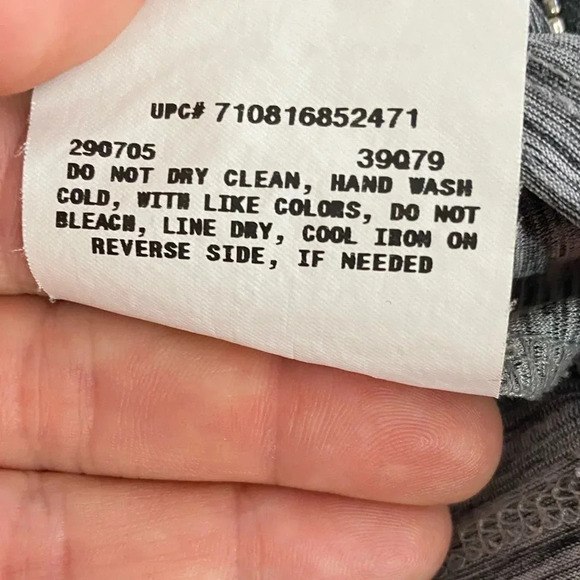 UPC# 710816852471
290705 39Q79
DO NOT DRY CLEAN, HAND WASH
COLD, WITH LIKE COLORS, DO NOT
BLEACH, LINE DRY, COOL IRON ON
REVERSE SIDE, IF NEEDED